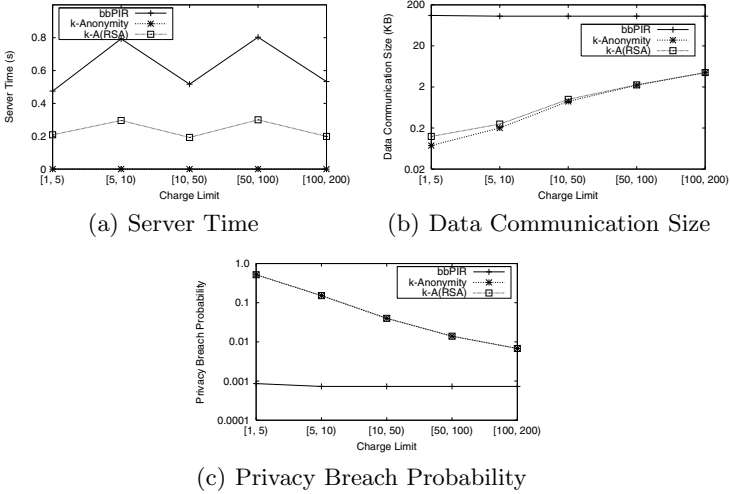 bbPIR
k-Anonymity
k-A(RSA)
0.8
0.6
0.4
0.2
0
Server Time (s)
[1, 5) [5, 10) [10, 50) [50, 100) [100, 200)
Charge Limit
(a) Server Time
bbPIR
k-Anonymity
k-A(RSA)
200
20
2
0.2
0.02
Data Communication Size (KB)
[1, 5) [5, 10) [10, 50) [50, 100) [100, 200)
Charge Limit
(b) Data Communication Size
bbPIR
k-Anonymity
k-A(RSA)
1.0
0.1
0.01
0.001
0.0001
Privacy Breach Probability
[1, 5) [5, 10) [10, 50) [50, 100) [100, 200)
Charge Limit
(c) Privacy Breach Probability